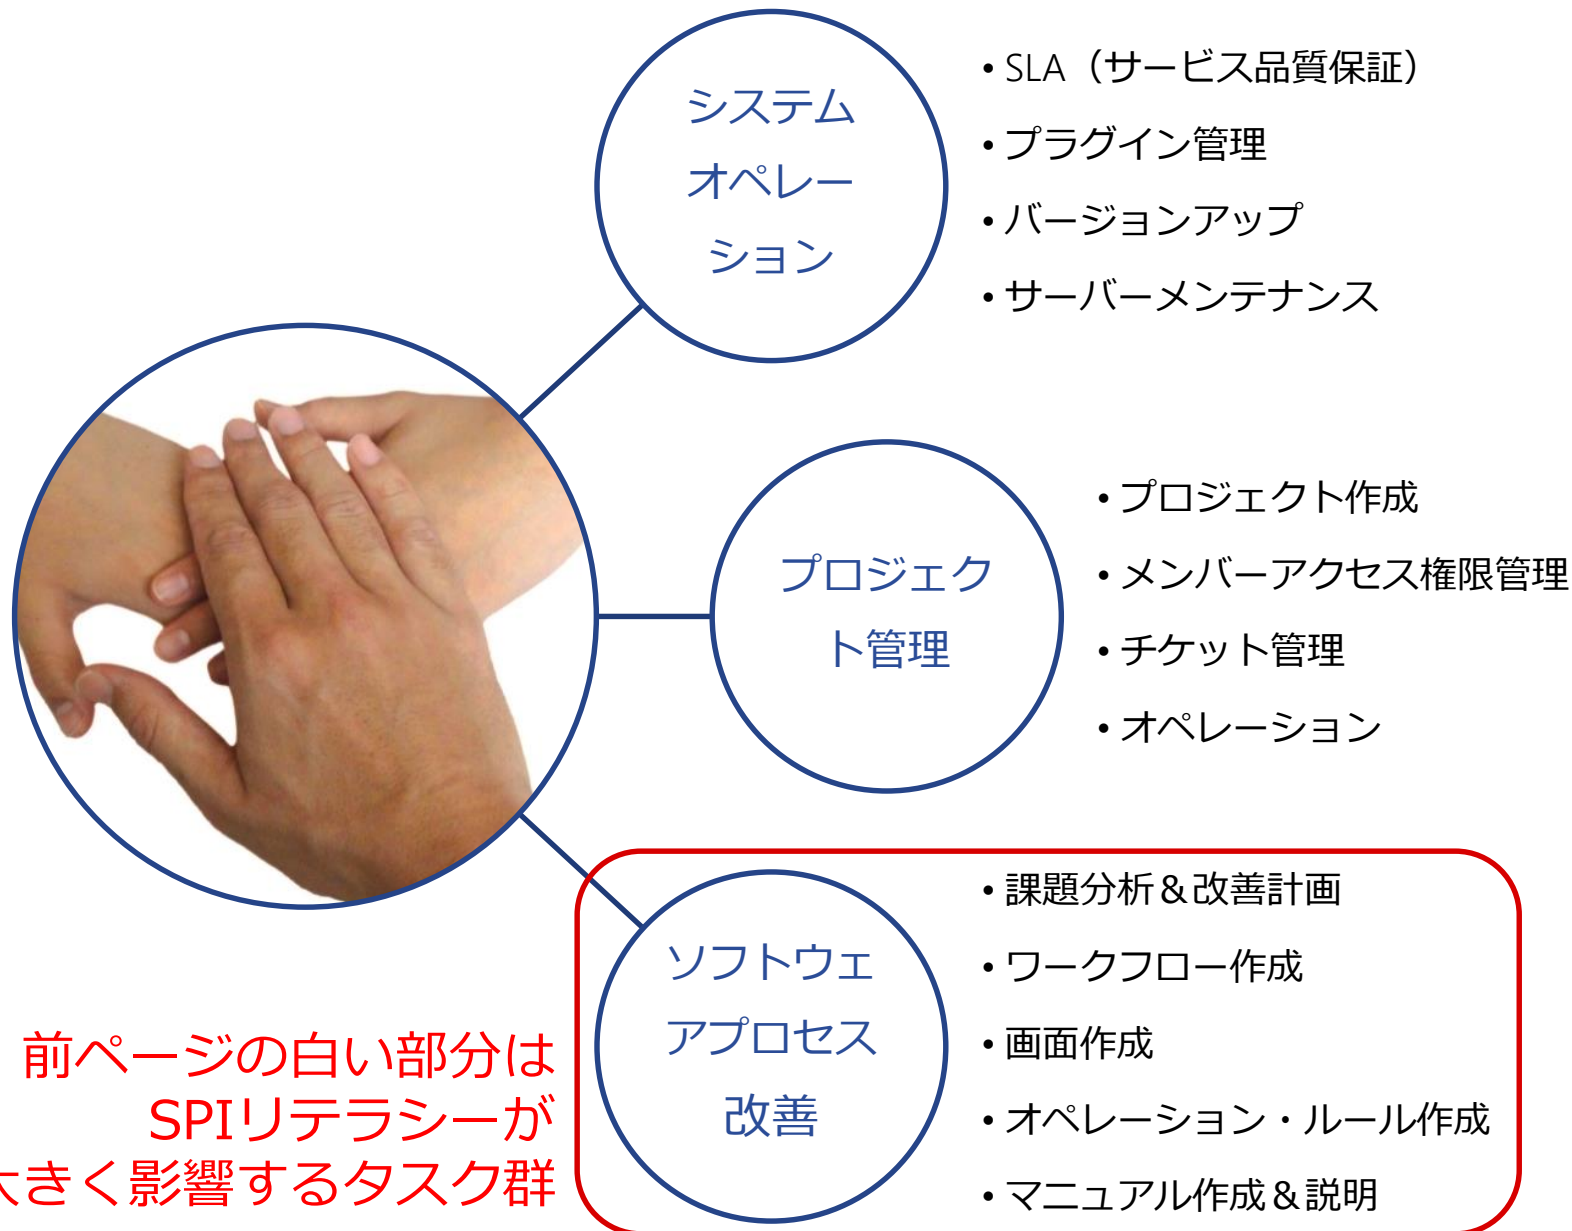 システム
オペレー
ション
• SLA（サービス品質保証）
• プラグイン管理
• バージョンアップ
• サーバーメンテナンス
プロジェク
ト管理
• プロジェクト作成
• メンバーアクセス権限管理
• チケット管理
• オペレーション
ソフトウェ
アプロセス
改善
• 課題分析＆改善計画
• ワークフロー作成
• 画面作成
• オペレーション・ルール作成
• マニュアル作成＆説明
前ページの白い部分は
SPIリテラシーが
大きく影響するタスク群